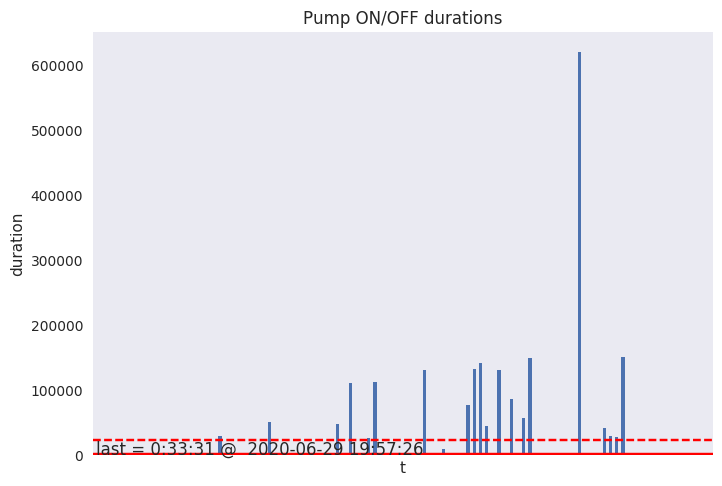 Pump ON/OFF durations
600000
500000
400000
300000
200000
100000
0
duration
last = 0:33:31 @  2020-06-29 19:57:26
t